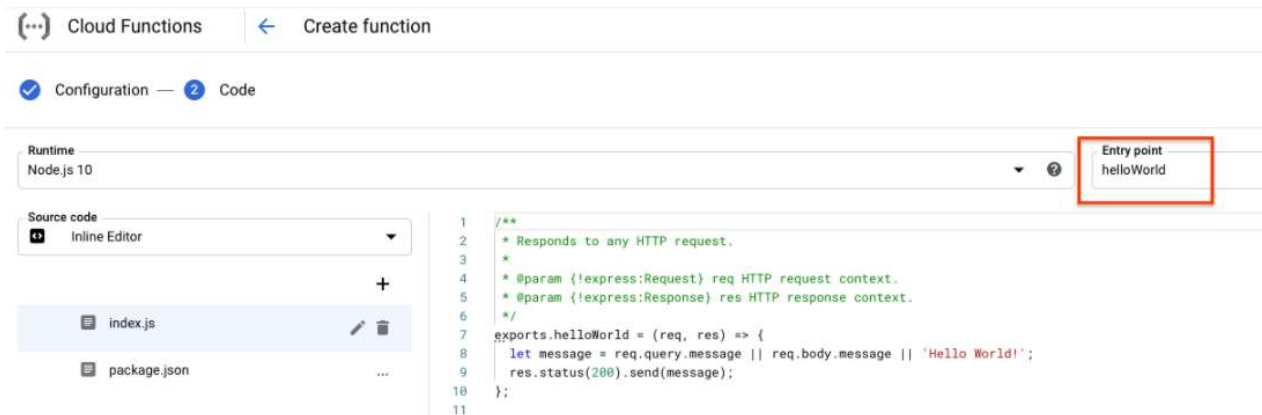 Cloud Functions
Create function
Configuration — 2 Code
Runtime
Node.js 10
Entry point
helloWorld
Source code
Inline Editor
index.js
package.json
...
1 /**
2 * Responds to any HTTP request.
3 *
4 * @param {!express:Request} req HTTP request context.
5 * @param {!express:Response} res HTTP response context.
6 */
7 exports.helloWorld = (req, res) => {
8 let message = req.query.message || req.body.message || 'Hello World!';
9 res.status(200).send(message);
10 };
11